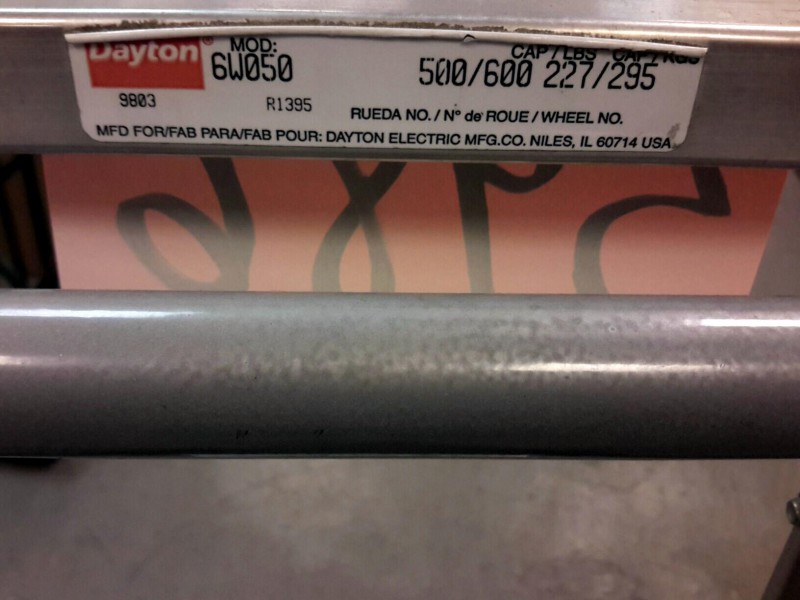 Dayton® MOD: CAP/LBS CAP/KGS
6W050 500/600 227/295
9803 R1395 RUEDA NO./N° de ROUE/WHEEL NO.
MFD FOR/FAB PARA/FAB POUR: DAYTON ELECTRIC MFG.CO. NILES, IL 60714 USA